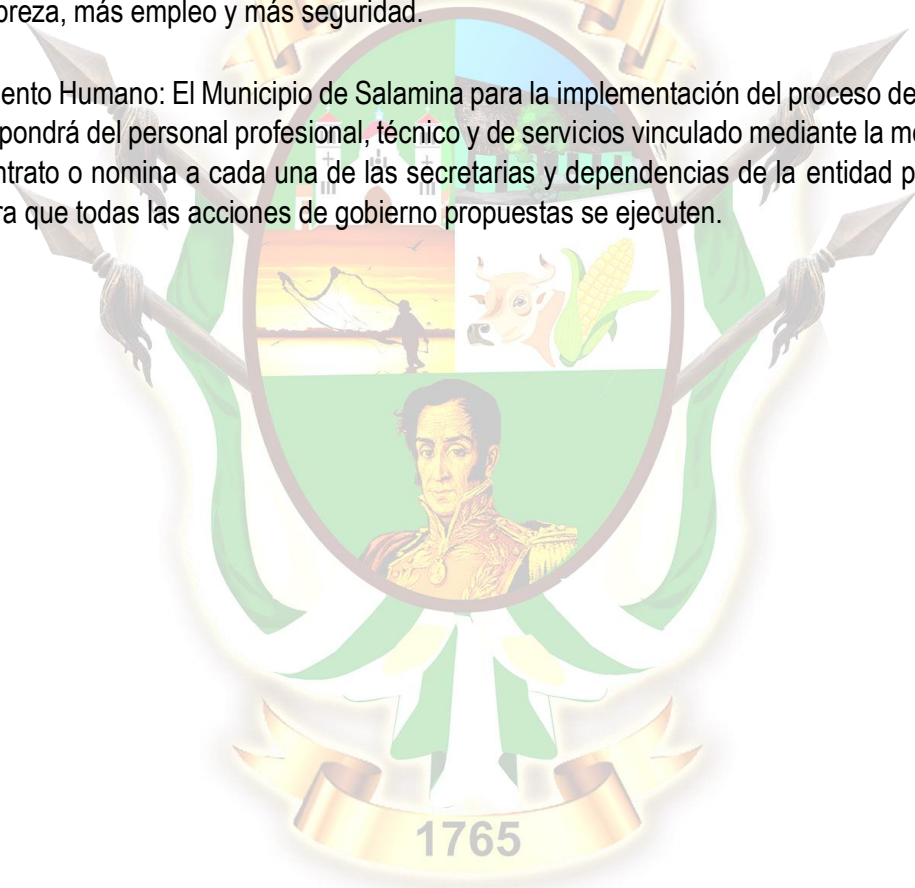 breza, más empleo y más seguridad.
ento Humano: El Municipio de Salamina para la implementación del proceso de
pondrá del personal profesional, técnico y de servicios vinculado mediante la mo
ntrato o nomina a cada una de las secretarias y dependencias de la entidad p
ra que todas las acciones de gobierno propuestas se ejecuten.
1765